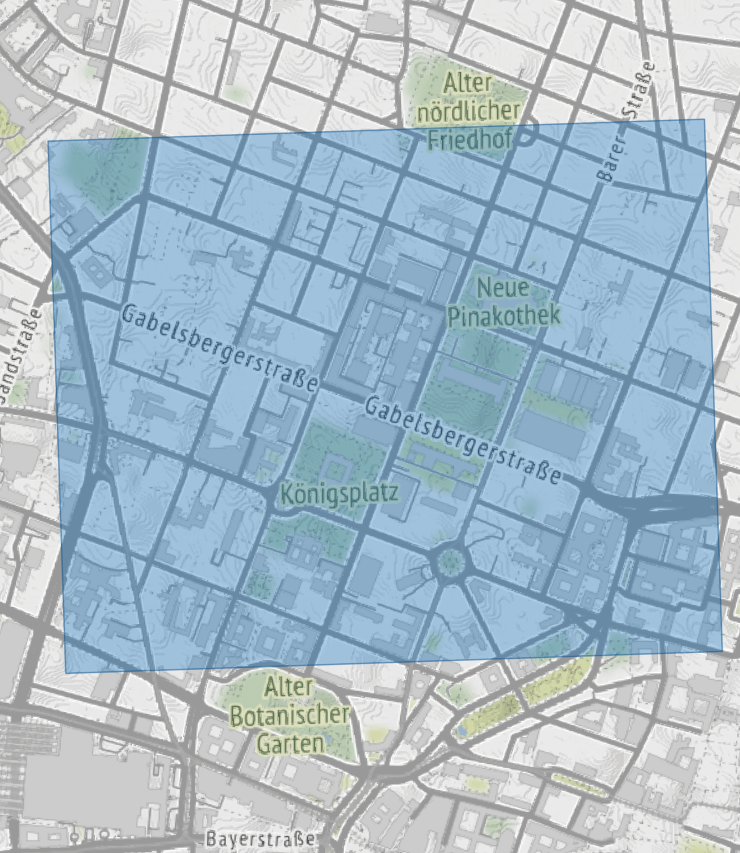 Alter
nördlicher
Friedhof
Barer Straße
Neue
Pinakothek
Gabelsbergerstraße
Sandstraße
Gabelsbergerstraße
Königsplatz
Alter
Botanischer
Garten
Bayerstraße